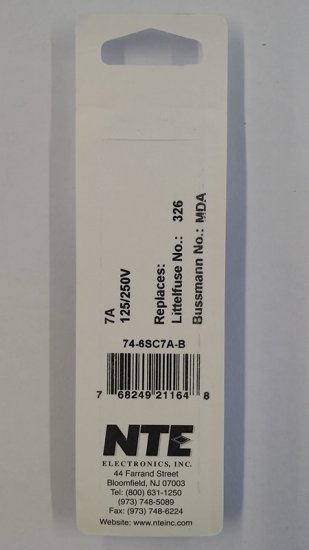 7A
125/250V
Replaces:
Littelfuse No.: 326
Bussmann No.: MDA
74-6SC7A-B
7 68249 21164 8
NTE
ELECTRONICS, INC.
44 Farrand Street
Bloomfield, NJ 07003
Tel: (800) 631-1250
(973) 748-5089
Fax: (973) 748-6224
Website: www.nteinc.com